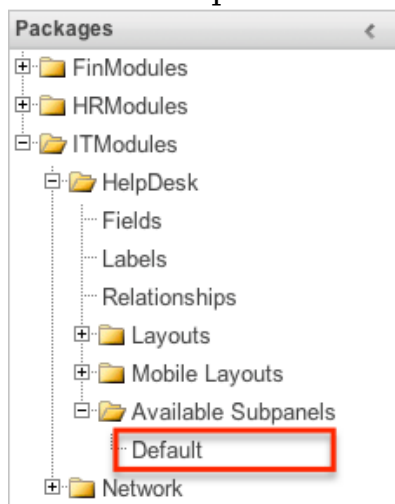 Packages
FinModules
HRModules
ITModules
HelpDesk
Fields
Labels
Relationships
Layouts
Mobile Layouts
Available Subpanels
Default
Network